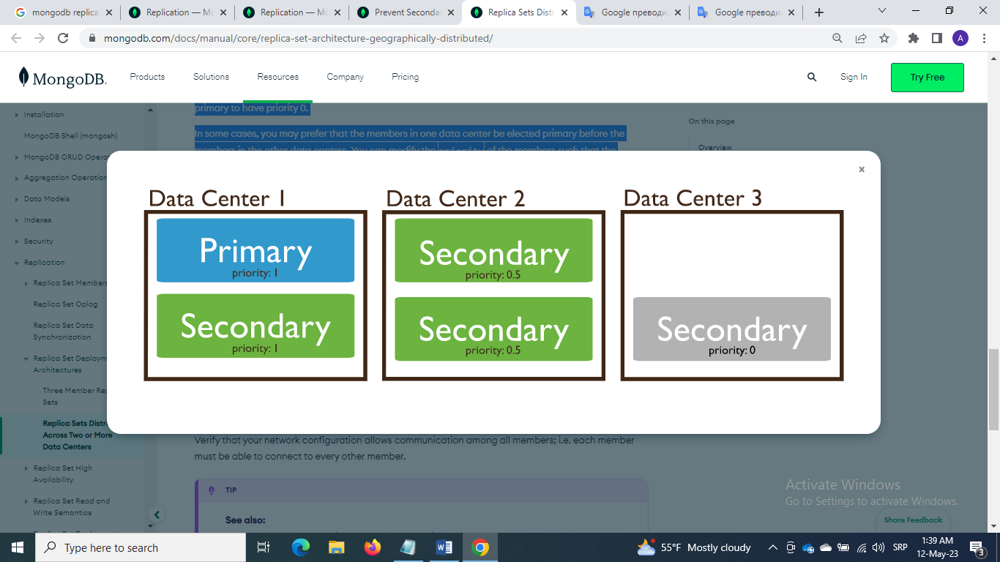 mongodb replica
Replication — Mo
Replication — Mo
Prevent Seconda
Replica Sets Distr
Google преводи
Google преводи
mongodb.com/docs/manual/core/replica-set-architecture-geographically-distributed/
A
MongoDB.
Products
Solutions
Resources
Company
Pricing
Sign In
Try Free
Installation
MongoDB Shell (mongosh)
MongoDB CRUD Opera
Aggregation Operation
Data Models
Indexes
Security
Replication
Replica Set Members
Replica Set Oplog
Replica Set Data
Synchronization
Replica Set Deploym
Architectures
Three Member Rep
Sets
Replica Sets Distri
Across Two or More
Data Centers
Replica Set High
Availability
Replica Set Read and
Write Semantics
primary to have priority 0.
In some cases, you may prefer that the members in one data center be elected primary before the
members in the other data centers. You can modify the priority of the members such that the
On this page
Overview
×
Data Center 1
Primary
priority: 1
Secondary
priority: 1
Data Center 2
Secondary
priority: 0.5
Secondary
priority: 0.5
Data Center 3
Secondary
priority: 0
Verify that your network configuration allows communication among all members; i.e. each member
must be able to connect to every other member.
TIP
See also:
Activate Windows
Go to Settings to activate Windows.
Share Feedback
Type here to search
55°F Mostly cloudy
SRP
1:39 AM
12-May-23
3